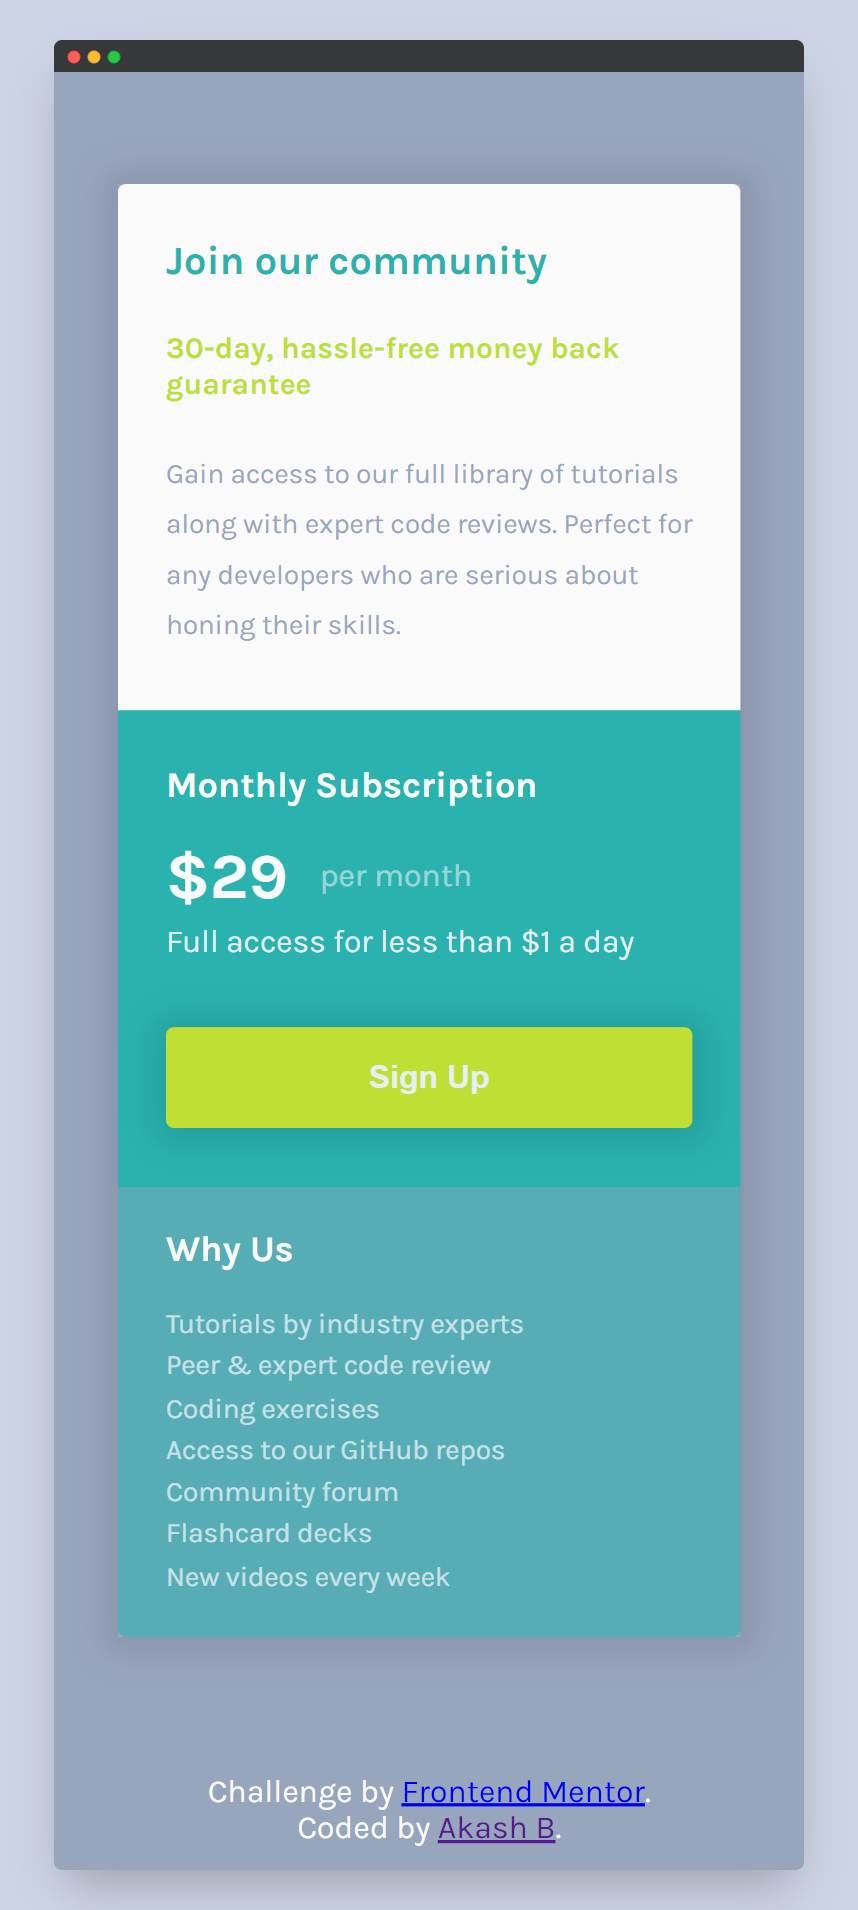 Join our community
30-day, hassle-free money back
guarantee
Gain access to our full library of tutorials
along with expert code reviews. Perfect for
any developers who are serious about
honing their skills.
Monthly Subscription
$29 per month
Full access for less than $1 a day
Sign Up
Why Us
Tutorials by industry experts
Peer & expert code review
Coding exercises
Access to our GitHub repos
Community forum
Flashcard decks
New videos every week
Challenge by Frontend Mentor.
Coded by Akash B.